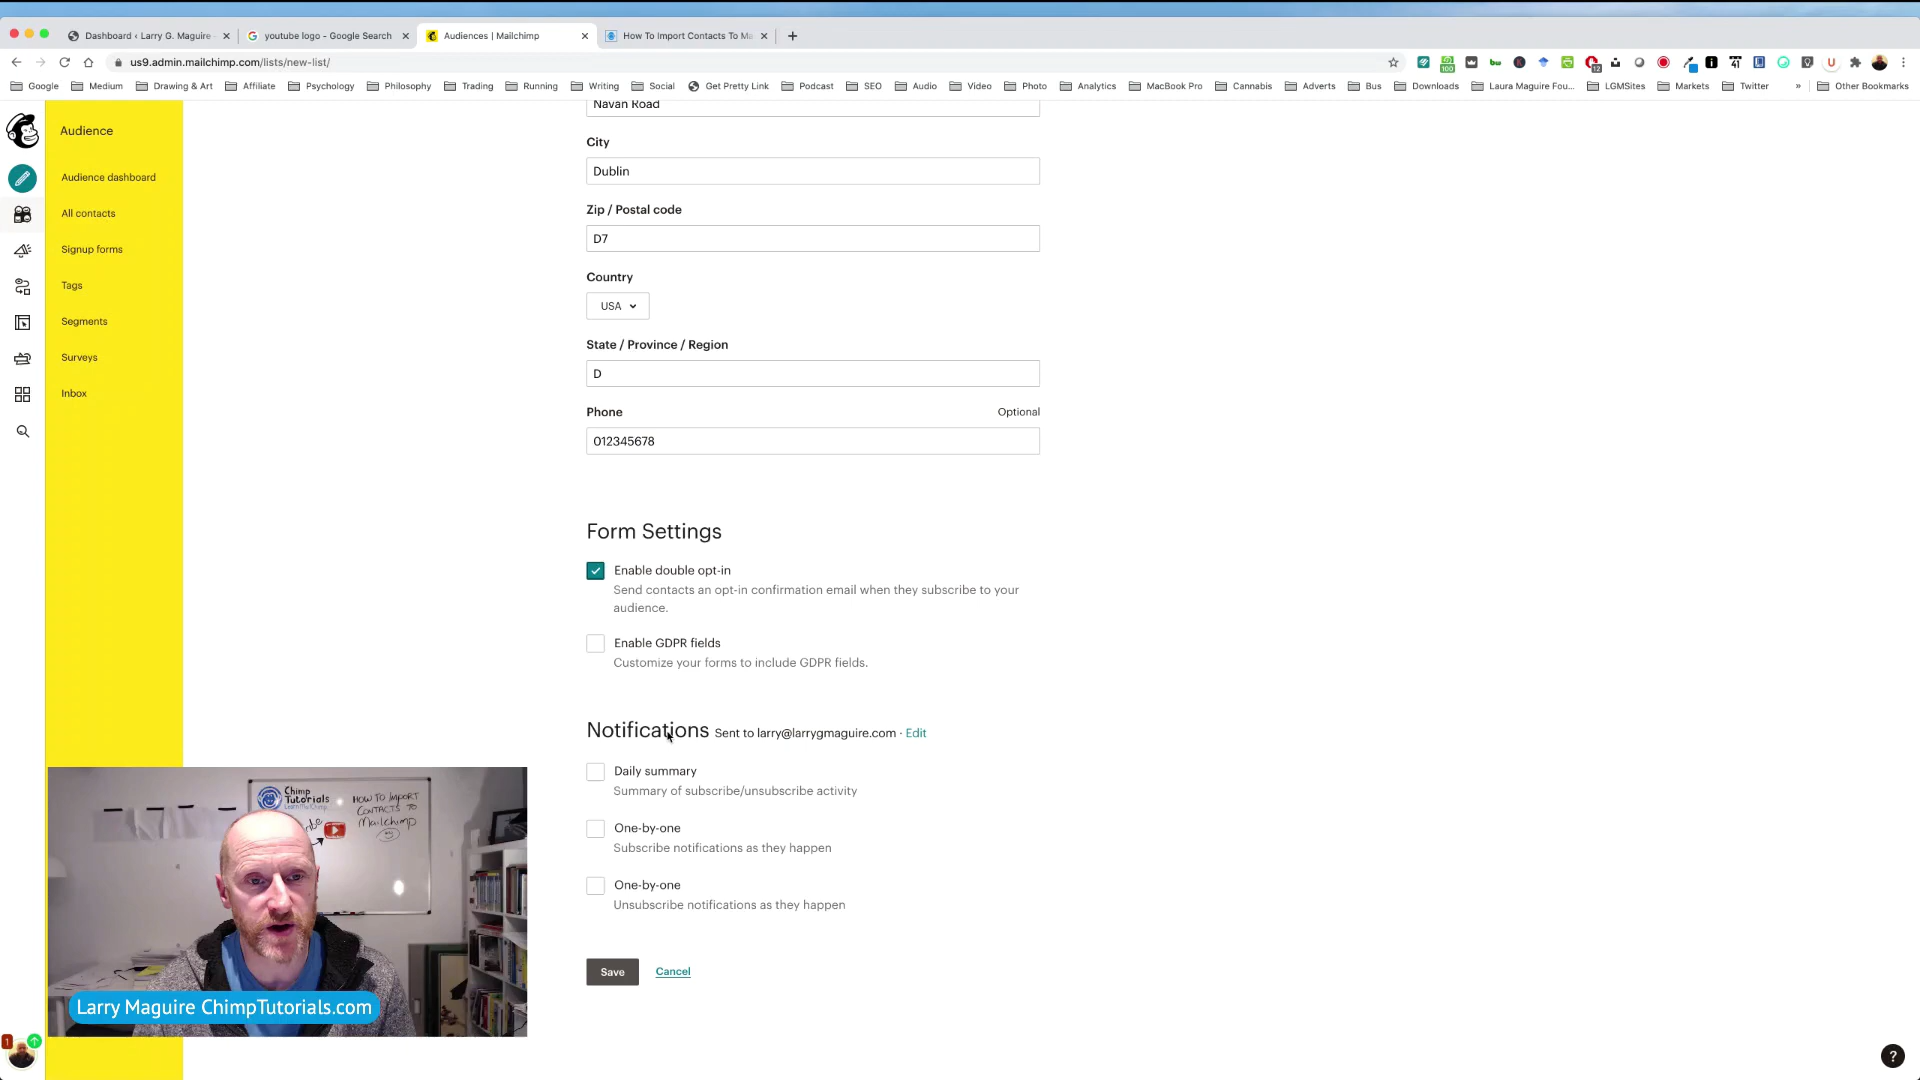 Dashboard ‹ Larry G. Maguire
youtube logo - Google Search
Audiences | Mailchimp
How To Import Contacts To Ma
us9.admin.mailchimp.com/lists/new-list/
Google
Medium
Drawing & Art
Affiliate
Psychology
Philosophy
Trading
Running
Writing
Social
Get Pretty Link
Podcast
SEO
Audio
Video
Photo
Analytics
MacBook Pro
Cannabis
Adverts
Bus
Downloads
Laura Maguire Fou...
LGMSites
Markets
Twitter
»
Other Bookmarks
Audience
Audience dashboard
All contacts
Signup forms
Tags
Segments
Surveys
Inbox
Navan Road
City
Dublin
Zip / Postal code
D7
Country
USA
State / Province / Region
D
Phone
Optional
012345678
Form Settings
Enable double opt-in
Send contacts an opt-in confirmation email when they subscribe to your
audience.
Enable GDPR fields
Customize your forms to include GDPR fields.
Notifications Sent to larry@larrygmaguire.com · Edit
Daily summary
Summary of subscribe/unsubscribe activity
One-by-one
Subscribe notifications as they happen
One-by-one
Unsubscribe notifications as they happen
Save
Cancel
Chimp
Tutorials
HOW TO IMPORT
CONTACTS TO
Mailchimp
Larry Maguire ChimpTutorials.com
1
?